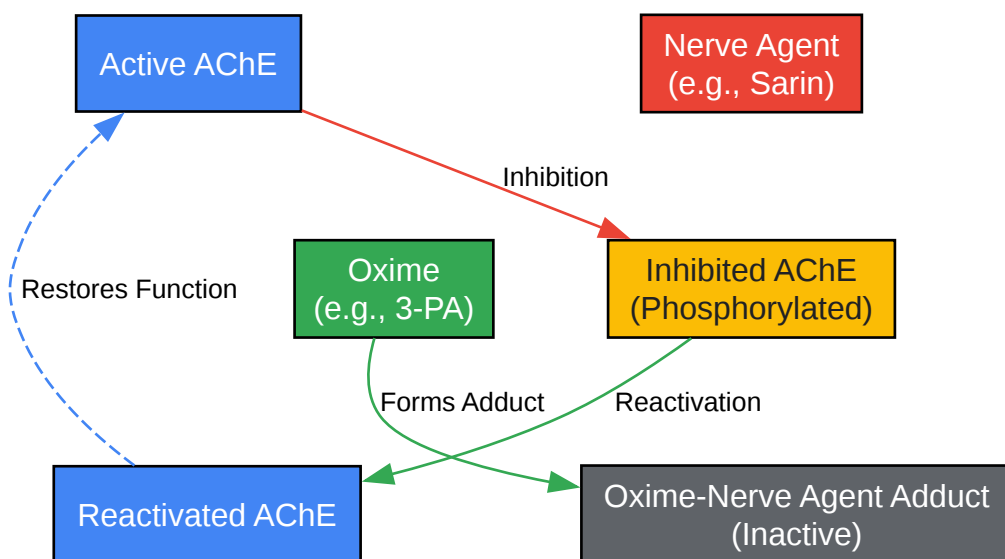 Active AChE
Nerve Agent
(e.g., Sarin)
Inhibition
Oxime
(e.g., 3-PA)
Inhibited AChE
(Phosphorylated)
Restores Function
Forms Adduct
Reactivation
Reactivated AChE
Oxime-Nerve Agent Adduct
(Inactive)